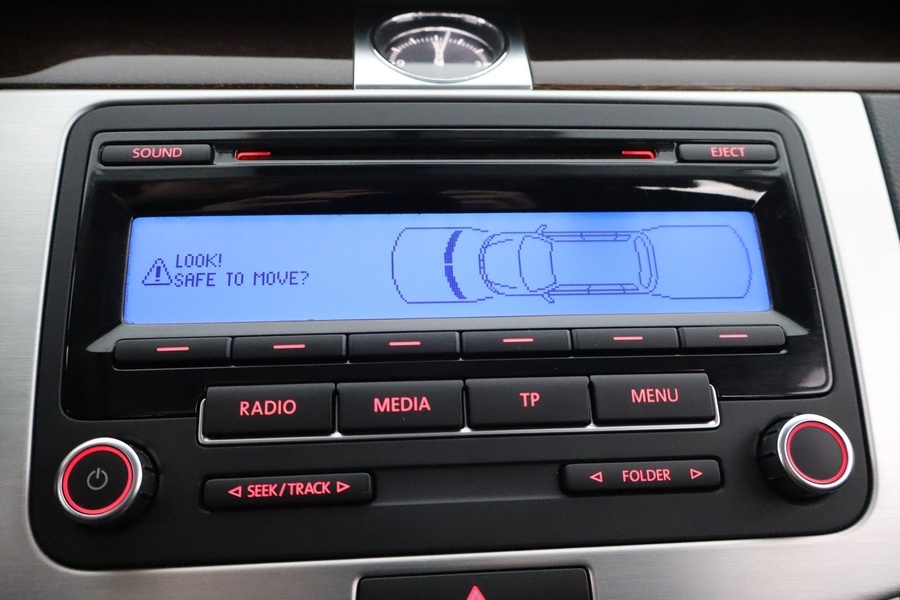 SOUND
EJECT
LOOK!
SAFE TO MOVE?
RADIO
MEDIA
TP
MENU
SEEK/TRACK
FOLDER